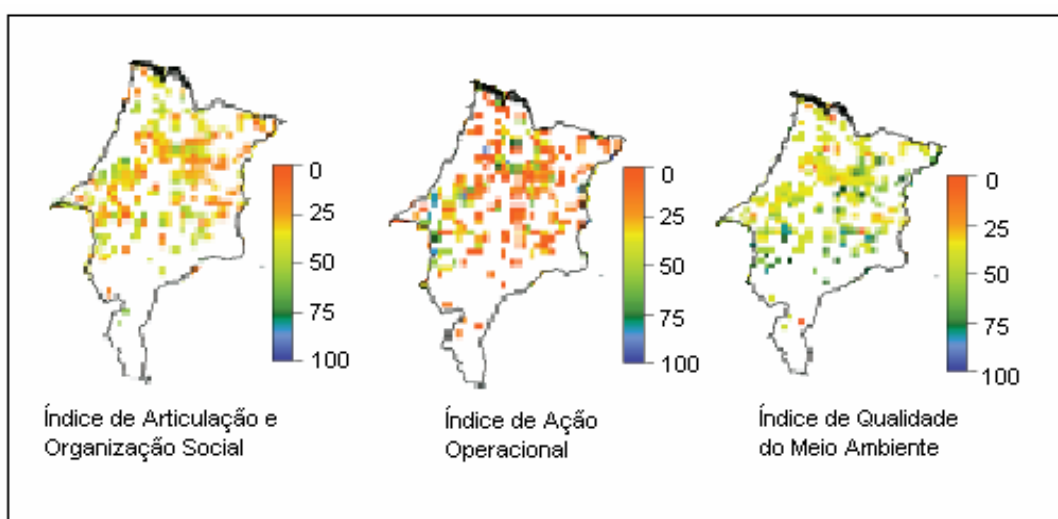 0
25
50
75
100
0
25
50
75
100
0
25
50
75
100
Índice de Articulação e
Organização Social
Índice de Ação
Operacional
Índice de Qualidade
do Meio Ambiente